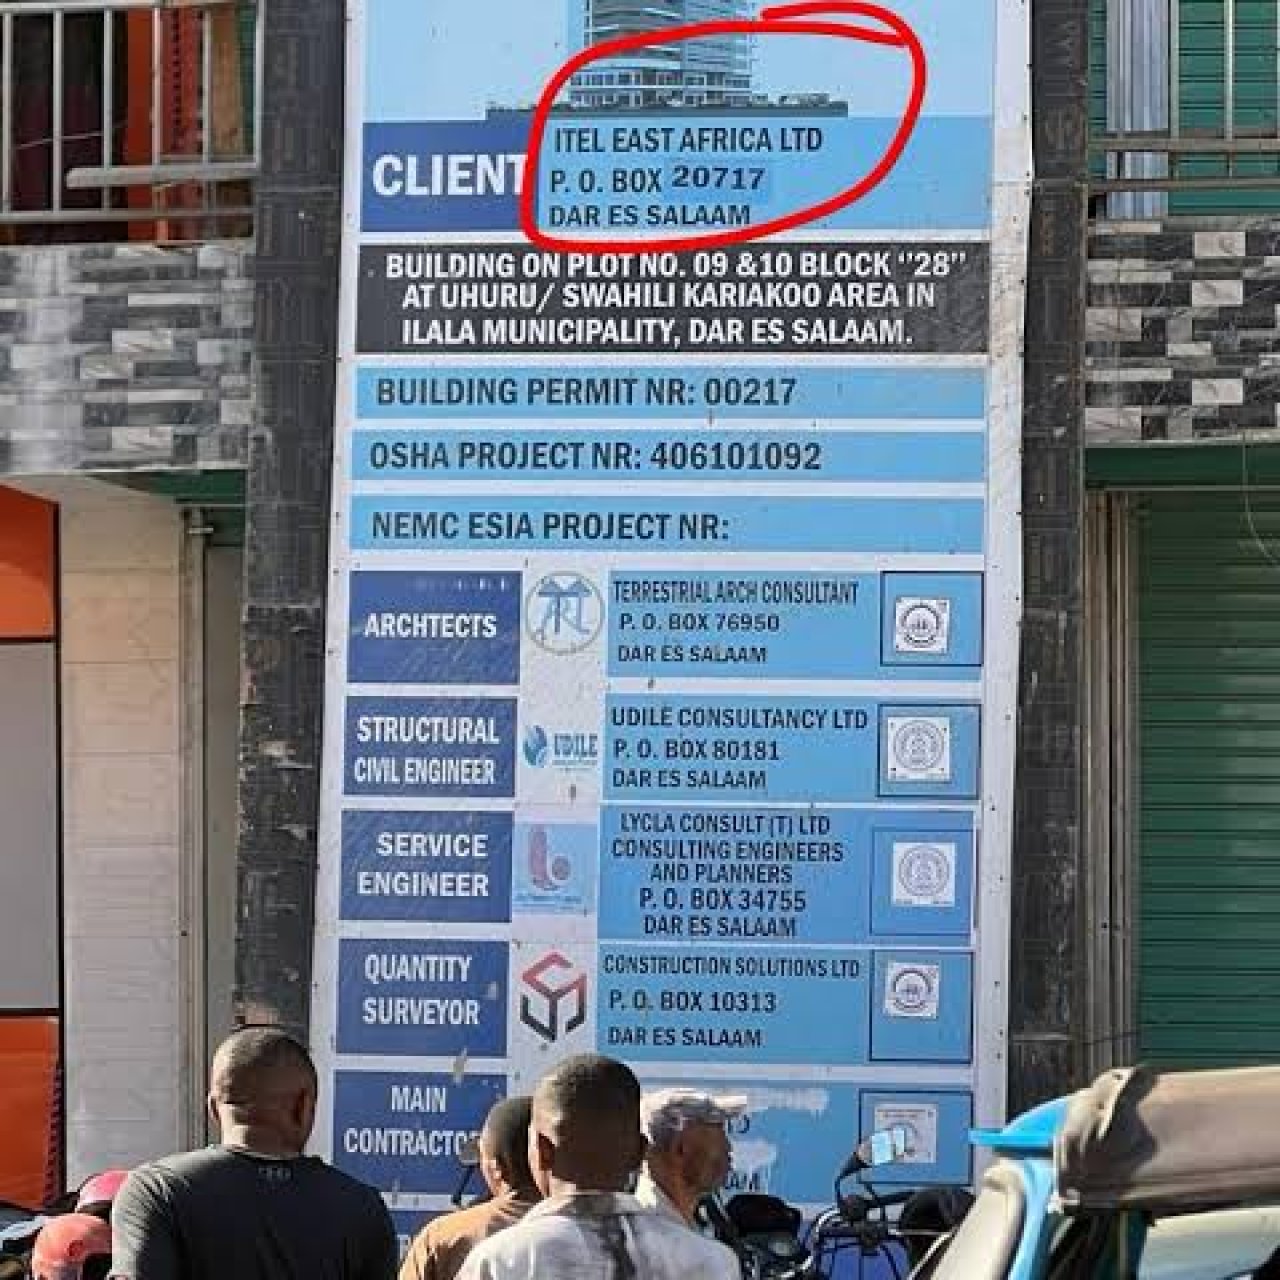 CLIENT
ITEL EAST AFRICA LTD
P. O. BOX 20717
DAR ES SALAAM
BUILDING ON PLOT NO. 09 &10 BLOCK "28"
AT UHURU/ SWAHILI KARIAKOO AREA IN
ILALA MUNICIPALITY, DAR ES SALAAM.
BUILDING PERMIT NR: 00217
OSHA PROJECT NR: 406101092
NEMC ESIA PROJECT NR:
ARCHTECTS
TERRESTRIAL ARCH CONSULTANT
P. O. BOX 76950
DAR ES SALAAM
STRUCTURAL
CIVIL ENGINEER
UDILE
UDILE CONSULTANCY LTD
P. O. BOX 80181
DAR ES SALAAM
SERVICE
ENGINEER
LYCLA CONSULT (T) LTD
CONSULTING ENGINEERS
AND PLANNERS
P. O. BOX 34755
DAR ES SALAAM
QUANTITY
SURVEYOR
CONSTRUCTION SOLUTIONS LTD
P. O. BOX 10313
DAR ES SALAAM
MAIN